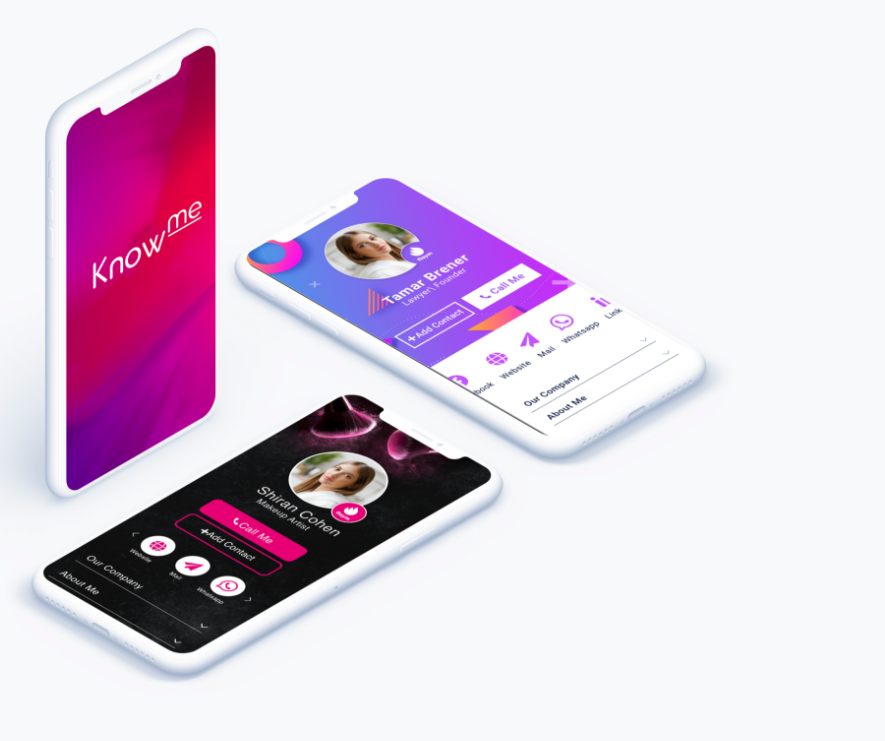 Know me
Tamar Brener
Lawyer\ Founder
Call Me
+Add Contact
book
Website
Mail
Whatsapp
Link
Our Company
About Me
Shiran Cohen
Makeup Artist
Call Me
+Add Contact
Website
Mail
Whatsapp
Our Company
About Me